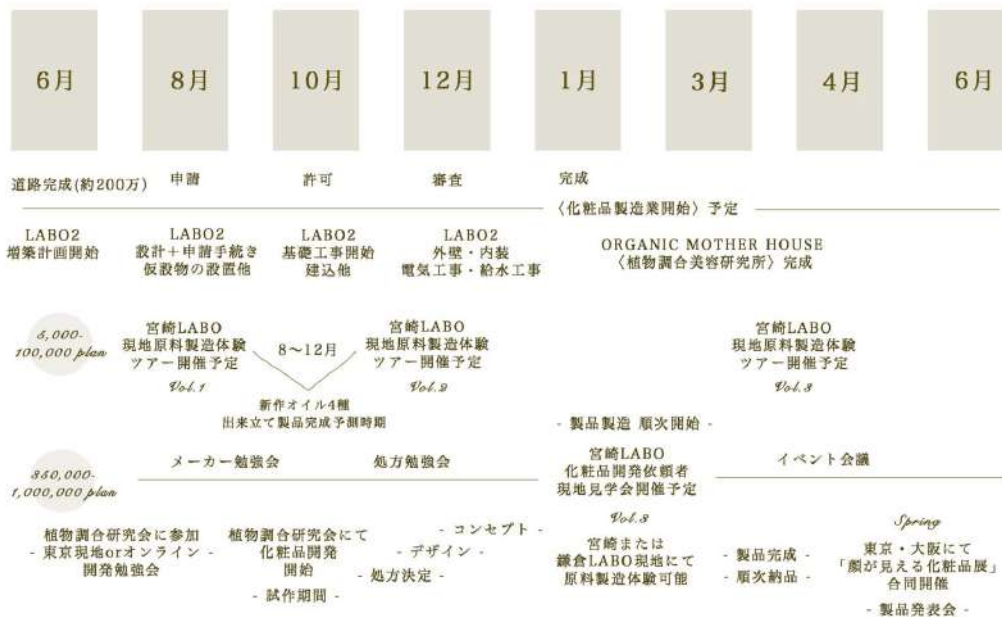 6月
8月
10月
12月
1月
3月
4月
6月
道路完成(約200万)
申請
許可
審査
完成
〈化粧品製造業開始〉予定
LABO2
増築計画開始
LABO2
設計+申請手続き
仮設物の設置他
LABO2
基礎工事開始
建込他
LABO2
外壁・内装
電気工事・給水工事
ORGANIC MOTHER HOUSE
〈植物調合美容研究所〉完成
5,000-
100,000 plan
宮崎LABO
現地原料製造体験
ツアー開催予定
Vol.1
8〜12月
宮崎LABO
現地原料製造体験
ツアー開催予定
Vol.2
宮崎LABO
現地原料製造体験
ツアー開催予定
Vol.3
新作オイル4種
出来立て製品完成予測時期
- 製品製造 順次開始 -
350,000-
1,000,000 plan
メーカー勉強会
処方勉強会
宮崎LABO
化粧品開発依頼者
現地見学会開催予定
Vol.3
イベント会議
植物調合研究会に参加
- 東京現地orオンライン -
開発勉強会
植物調合研究会にて
化粧品開発
開始
- 試作期間 -
- コンセプト -
- デザイン -
- 処方決定 -
宮崎または
鎌倉LABO現地にて
原料製造体験可能
- 製品完成 -
- 順次納品 -
Spring
東京・大阪にて
「顔が見える化粧品展」
合同開催
- 製品発表会 -